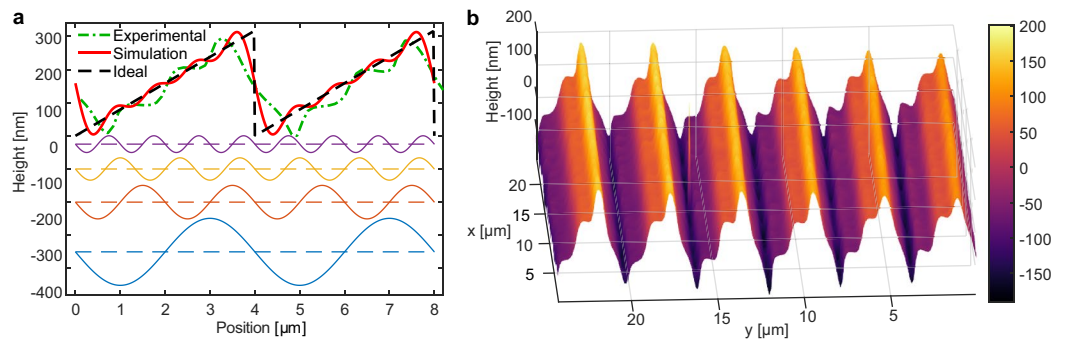 a
Experimental
Simulation
Ideal
300
200
100
0
-100
-200
-300
-400
Height [nm]
0 1 2 3 4 5 6 7 8
Position [µm]
b
200
100
0
-100
Height [nm]
20
15
10
5
x [µm]
20 15 10 5
y [µm]
200
150
100
50
0
-50
-100
-150